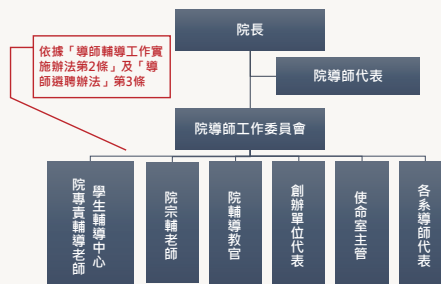 院長
依據「導師輔導工作實
施辦法第2條」及「導
師遴聘辦法」第3條
院導師代表
院導師工作委員會
學生輔導中心
院專責輔導老師
院宗輔老師
院輔導教官
創辦單位代表
使命室主管
各系導師代表